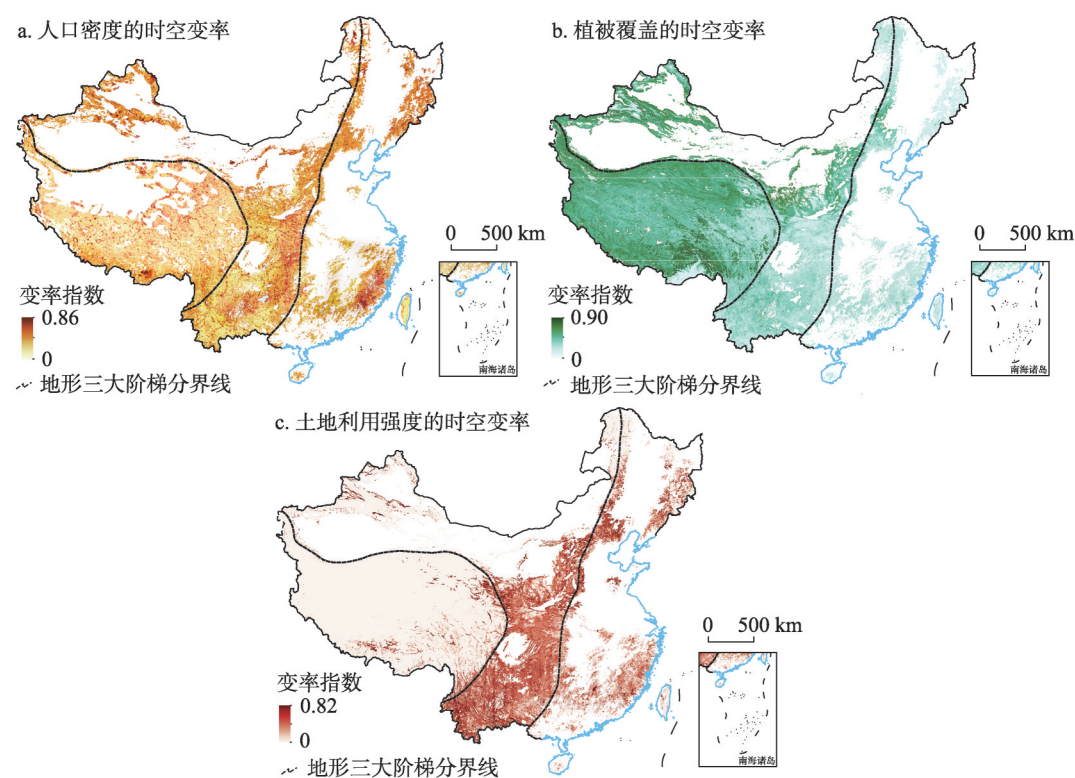 a. 人口密度的时空变率
b. 植被覆盖的时空变率
0 500 km
0 500 km
变率指数
0.86
0
地形三大阶梯分界线
南海诸岛
变率指数
0.90
0
地形三大阶梯分界线
南海诸岛
c. 土地利用强度的时空变率
0 500 km
变率指数
0.82
0
地形三大阶梯分界线
南海诸岛